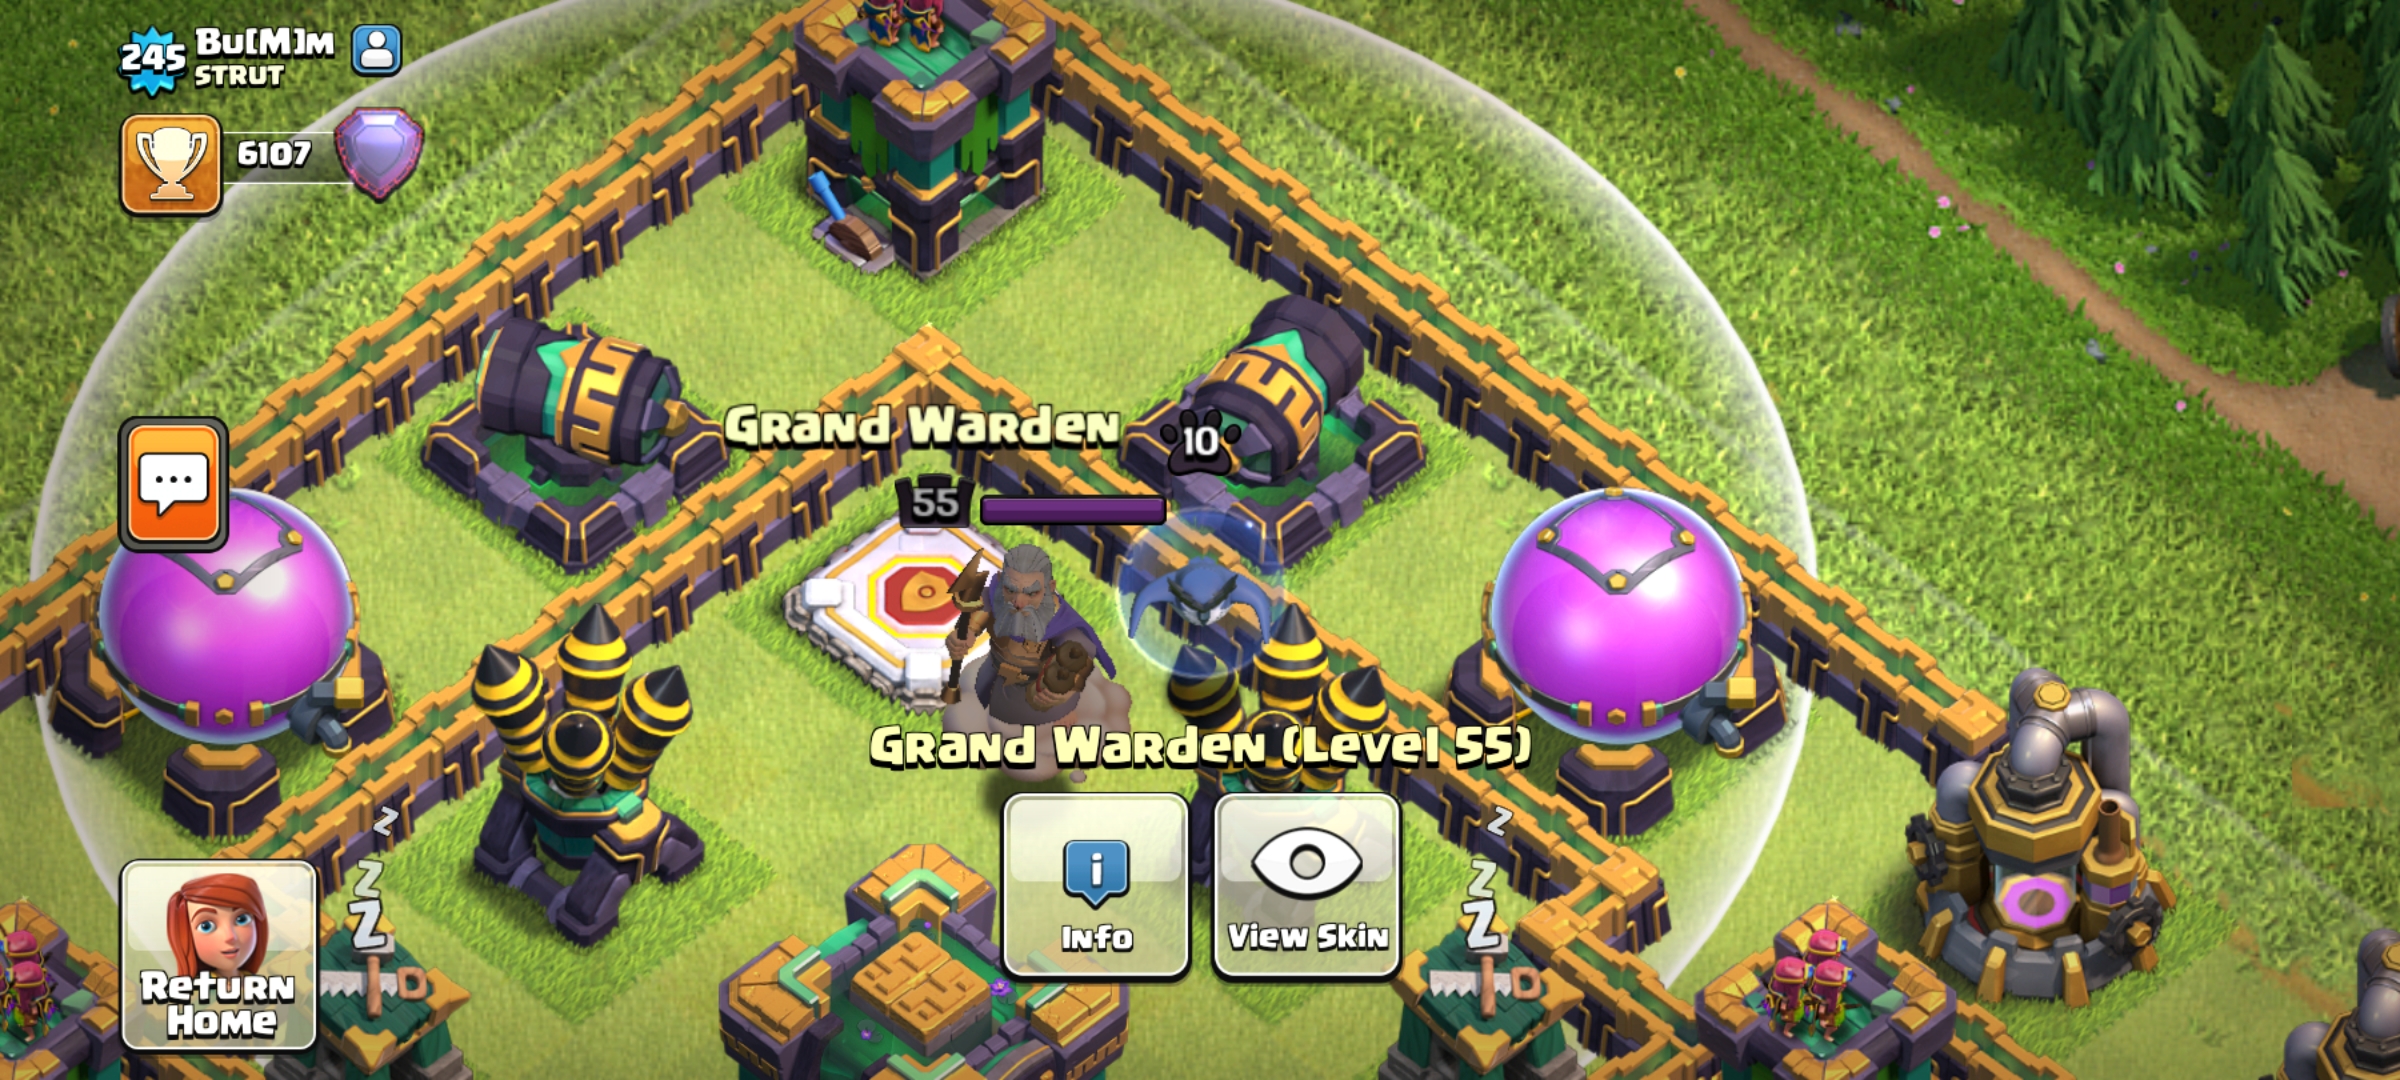 245
Bu[M]m
STRUT
6107
Grand Warden
10
55
Grand Warden (Level 55)
z
z
z
z
z
z
Info
View Skin
Return
Home